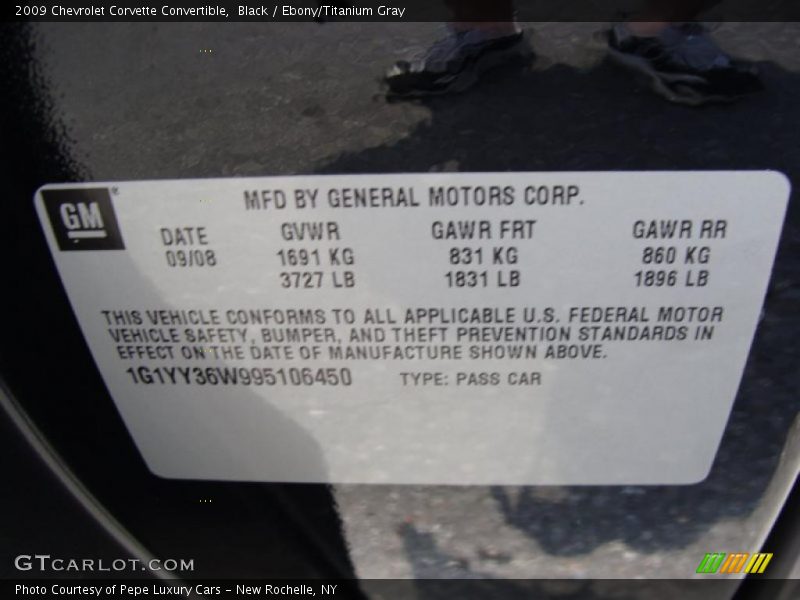 2009 Chevrolet Corvette Convertible, Black / Ebony/Titanium Gray
MFD BY GENERAL MOTORS CORP.
GM®
DATE GVWR GAWR FRT GAWR RR
09/08 1691 KG 831 KG 860 KG
3727 LB 1831 LB 1896 LB
THIS VEHICLE CONFORMS TO ALL APPLICABLE U.S. FEDERAL MOTOR
VEHICLE SAFETY, BUMPER, AND THEFT PREVENTION STANDARDS IN
EFFECT ON THE DATE OF MANUFACTURE SHOWN ABOVE.
1G1YY36W995106450 TYPE: PASS CAR
GTCARLOT.COM
Photo Courtesy of Pepe Luxury Cars – New Rochelle, NY